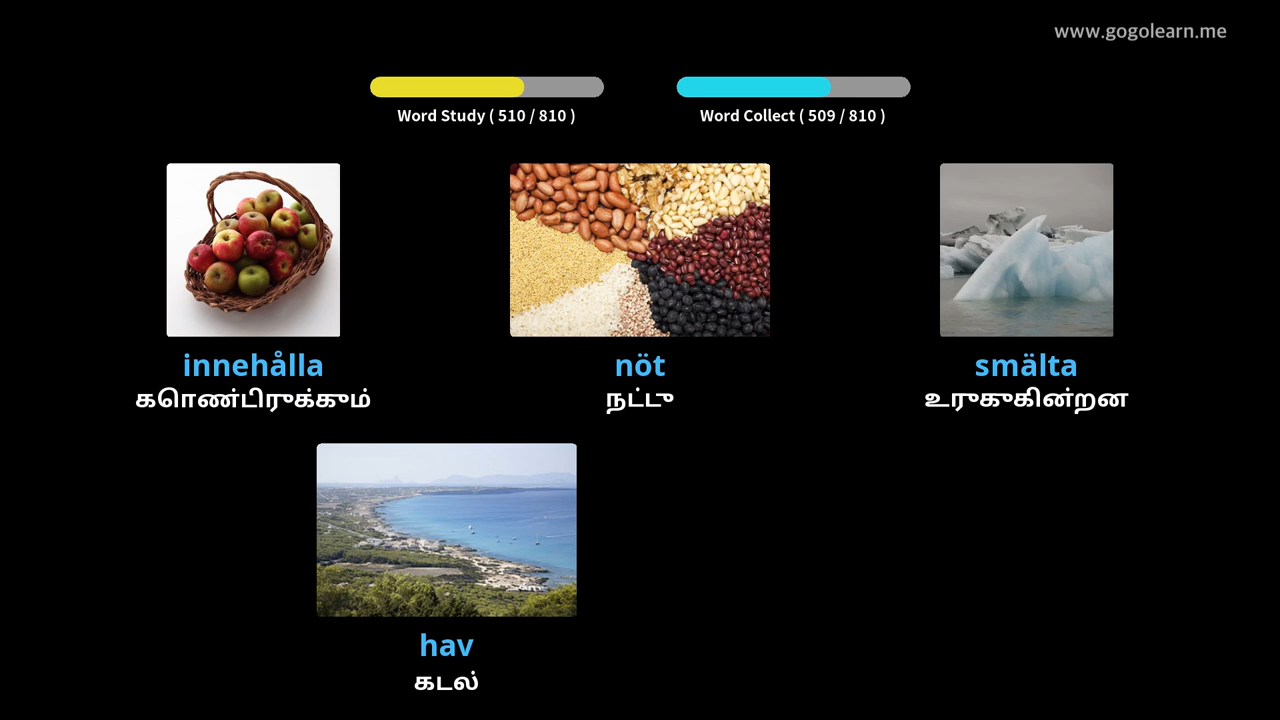 www.gogolearn.me
Word Study ( 510 / 810 )
Word Collect ( 509 / 810 )
innehålla
கொண்டிருக்கும்
nöt
நட்டு
smälta
உருகுகின்றன
hav
கடல்